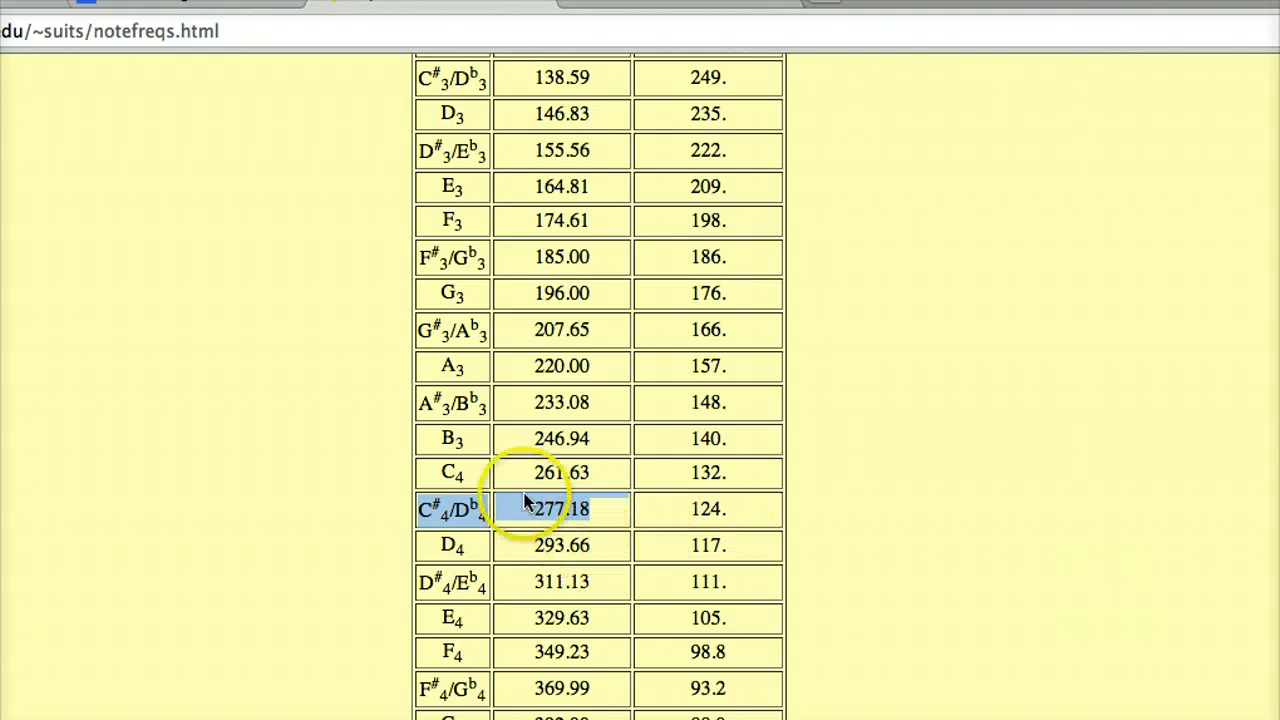 du/~suits/notefreqs.html
C#3/Db3 138.59 249.
D3 146.83 235.
D#3/Eb3 155.56 222.
E3 164.81 209.
F3 174.61 198.
F#3/Gb3 185.00 186.
G3 196.00 176.
G#3/Ab3 207.65 166.
A3 220.00 157.
A#3/Bb3 233.08 148.
B3 246.94 140.
C4 261.63 132.
C#4/Db4 277.18 124.
D4 293.66 117.
D#4/Eb4 311.13 111.
E4 329.63 105.
F4 349.23 98.8
F#4/Gb4 369.99 93.2